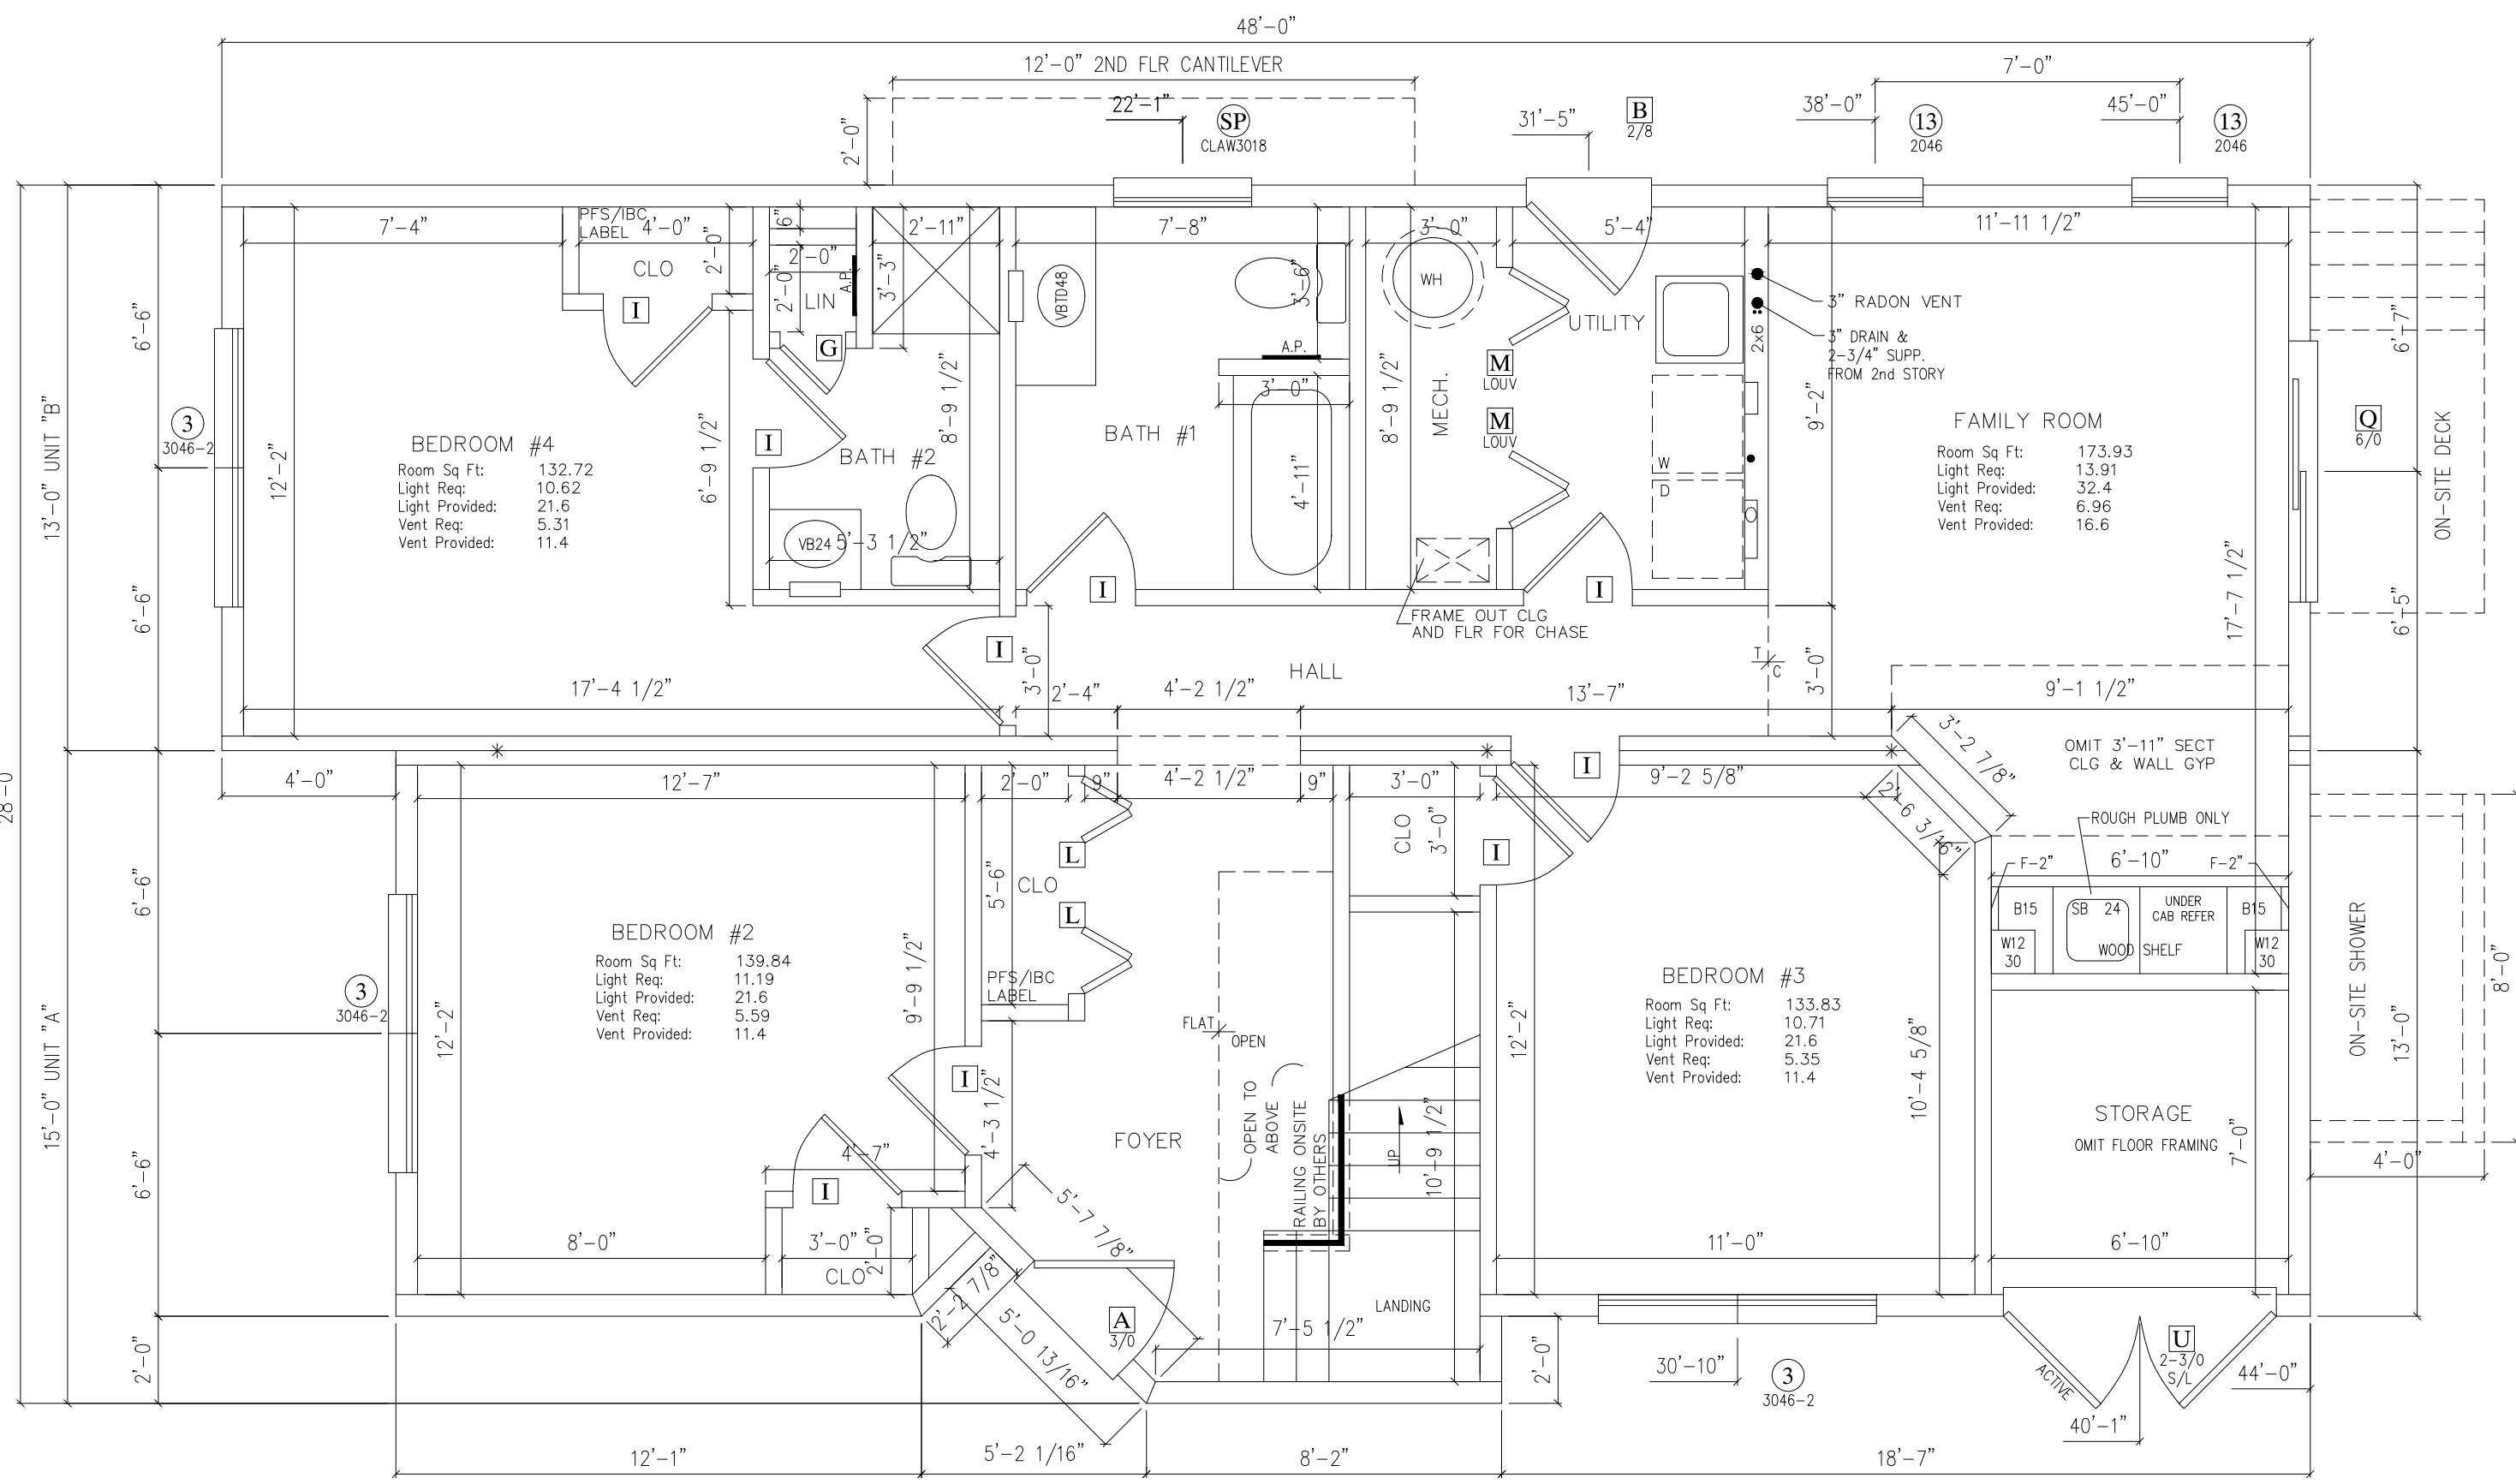 48'-0"
12'-0" 2ND FLR CANTILEVER
7'-0"
22'-1"
SP
CLAW3018
31'-5"
B
2/8
38'-0"
13
2046
45'-0"
13
2046
2'-0"
7'-4"
PFS/IBC
LABEL
4'-0"
2'-0"
CLO
I
6"
2'-0"
2'-0"
A.P.
LIN
G
2'-11"
3'-3"
VBTD48
7'-8"
3'-6"
A.P.
3'-0"
3'-0"
WH
5'-4"
UTILITY
2x6
11'-11 1/2"
3" RADON VENT
3" DRAIN &
2-3/4" SUPP.
FROM 2nd STORY
6'-6"
3
3046-2
12'-2"
6'-6"
13'-0" UNIT "B"
BEDROOM #4
Room Sq Ft: 132.72
Light Req: 10.62
Light Provided: 21.6
Vent Req: 5.31
Vent Provided: 11.4
6'-9 1/2"
I
BATH #2
8'-9 1/2"
VB24
5'-3 1/2"
BATH #1
4'-11"
8'-9 1/2"
MECH.
M
LOUV
M
LOUV
W
D
9'-2"
FAMILY ROOM
Room Sq Ft: 173.93
Light Req: 13.91
Light Provided: 32.4
Vent Req: 6.96
Vent Provided: 16.6
6'-7"
Q
6/0
ON-SITE DECK
6'-5"
17'-7 1/2"
I
I
I
FRAME OUT CLG
AND FLR FOR CHASE
HALL
T
C
3'-0"
3'-0"
17'-4 1/2"
2'-4"
4'-2 1/2"
13'-7"
9'-1 1/2"
3'-2 7/8"
OMIT 3'-11" SECT
CLG & WALL GYP
28'-0
4'-0"
12'-7"
2'-0"
9"
4'-2 1/2"
9"
3'-0"
I
9'-2 5/8"
2'-6 3/16"
ROUGH PLUMB ONLY
CLO
3'-0"
I
F-2"
6'-10"
F-2"
B15
SB 24
UNDER
CAB REFER
B15
W12
30
WOOD SHELF
W12
30
L
CLO
5'-6"
L
PFS/IBC
LABEL
6'-6"
3
3046-2
6'-6"
12'-2"
15'-0" UNIT "A"
BEDROOM #2
Room Sq Ft: 139.84
Light Req: 11.19
Light Provided: 21.6
Vent Req: 5.59
Vent Provided: 11.4
9'-9 1/2"
I
4'-3 1/2"
4'-7"
I
8'-0"
3'-0"
2'-0"
CLO
FLAT
OPEN
OPEN TO
ABOVE
FOYER
RAILING ONSITE
BY OTHERS
UP
10'-9 1/2"
5'-7 7/8"
2'-2 7/8"
5'-0 13/16"
A
3/0
7'-5 1/2"
LANDING
12'-2"
BEDROOM #3
Room Sq Ft: 133.83
Light Req: 10.71
Light Provided: 21.6
Vent Req: 5.35
Vent Provided: 11.4
10'-4 5/8"
11'-0"
STORAGE
OMIT FLOOR FRAMING
7'-0"
6'-10"
ON-SITE SHOWER
13'-0"
8'-0"
4'-0"
2'-0"
2'-0"
30'-10"
3
3046-2
ACTIVE
U
2-3/0
S/L
44'-0"
40'-1"
12'-1"
5'-2 1/16"
8'-2"
18'-7"